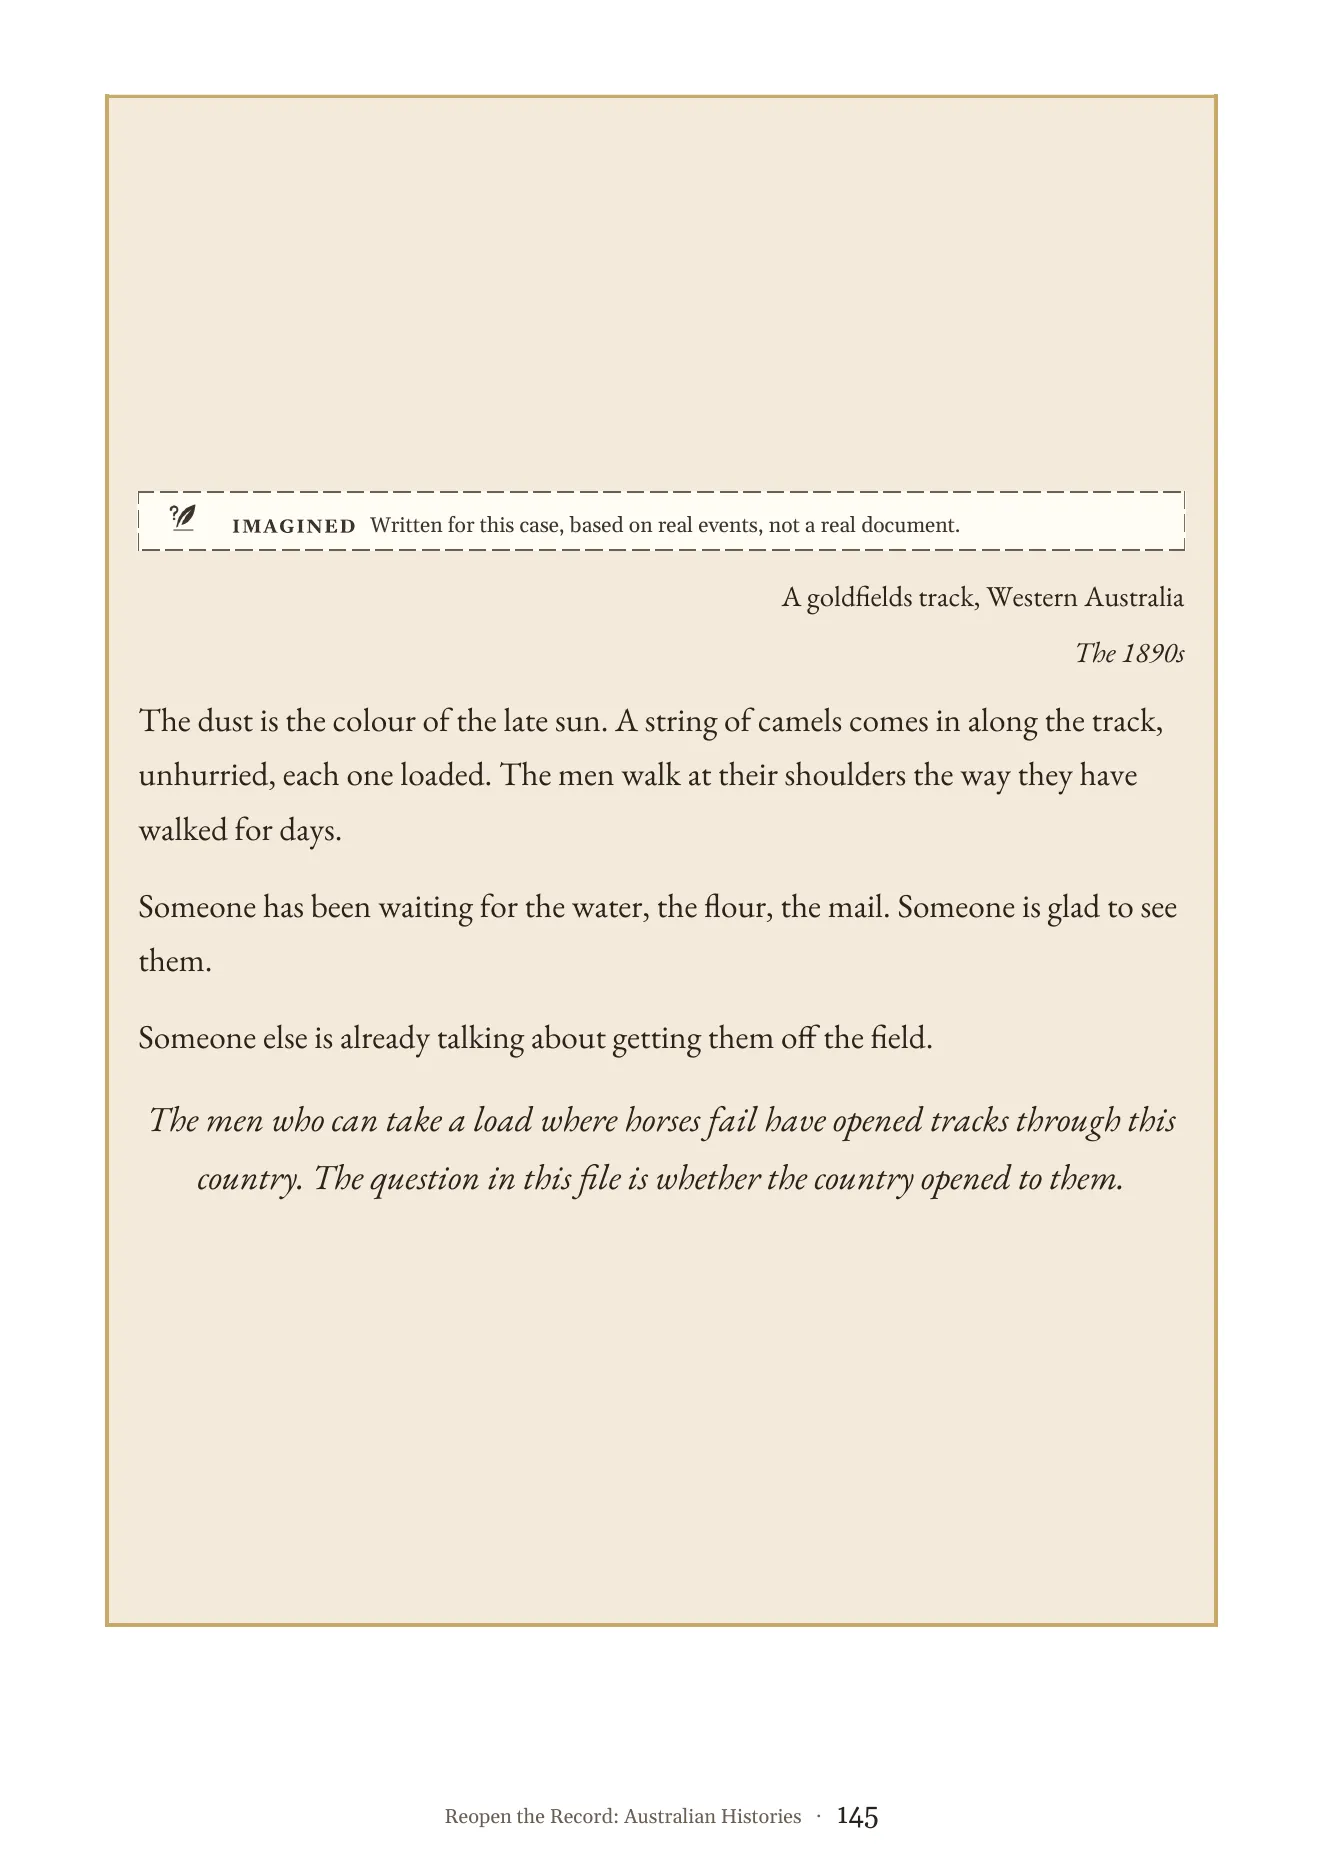 IMAGINED Written for this case, based on real events, not a real document.
A goldfields track, Western Australia
The 1890s
The dust is the colour of the late sun. A string of camels comes in along the track,
unhurried, each one loaded. The men walk at their shoulders the way they have
walked for days.
Someone has been waiting for the water, the flour, the mail. Someone is glad to see
them.
Someone else is already talking about getting them off the field.
The men who can take a load where horses fail have opened tracks through this
country. The question in this file is whether the country opened to them.
Reopen the Record: Australian Histories · 145